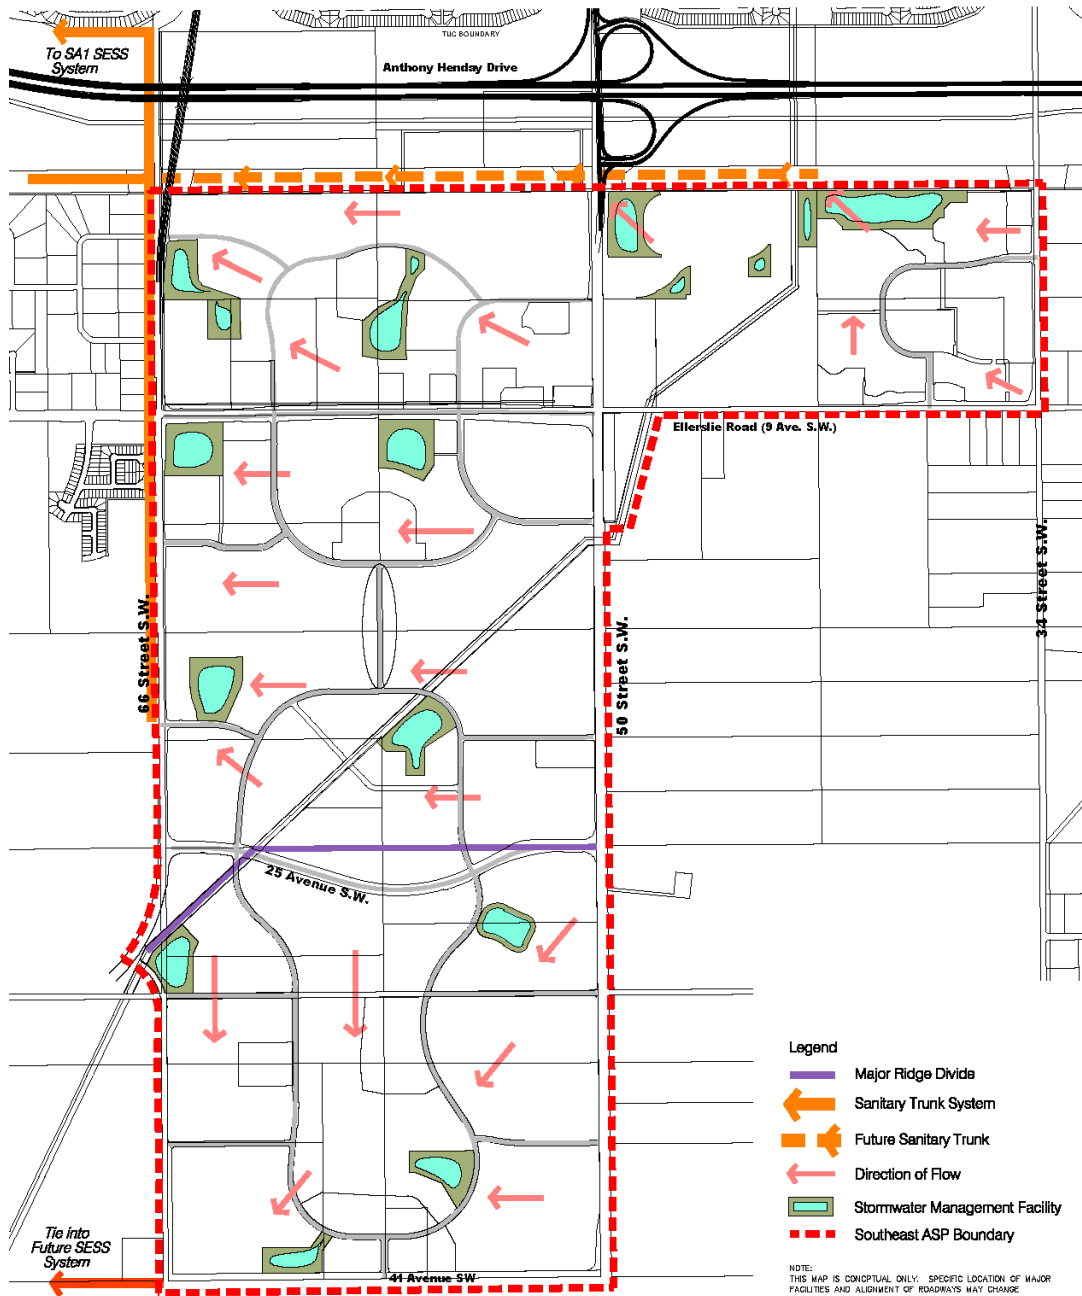 TUC BOUNDARY
To SA1 SESS
System
Anthony Henday Drive
Ellerslie Road (9 Ave. S.W.)
66 Street S.W.
50 Street S.W.
34 Street S.W.
25 Avenue S.W.
Tie into
Future SESS
System
41 Avenue SW
Legend
Major Ridge Divide
Sanitary Trunk System
Future Sanitary Trunk
Direction of Flow
Stormwater Management Facility
Southeast ASP Boundary
NOTE:
THIS MAP IS CONCPTUAL ONLY. SPECIFIC LOCATION OF MAJOR
FACILITIES AND ALIGNMENT OF ROADWAYS MAY CHANGE